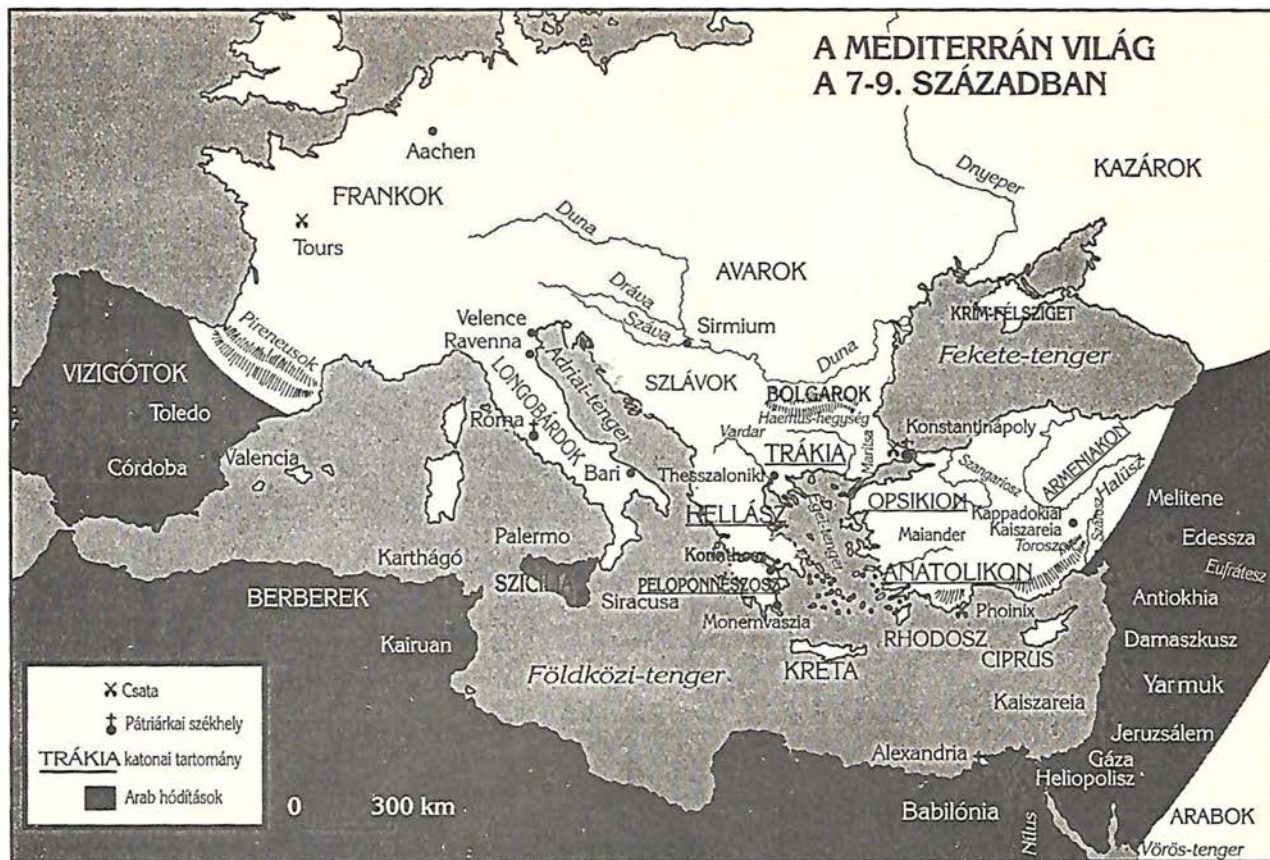 A MEDITERRÁN VILÁG
A 7-9. SZÁZADBAN
Aachen
FRANKOK
Tours
Dnyeper
KAZÁROK
Duna
AVAROK
Dráva
Száva
Sirmium
KRÍM-FÉLSZIGET
Fekete-tenger
Pireneusok
Velence
Ravenna
Adriai-tenger
SZLÁVOK
Duna
BOLGÁROK
Haemus-hegység
VIZIGÓTOK
Toledo
Córdoba
Valencia
LONGOBÁRDOK
Róma
Bari
Vardar
TRÁKIA
Maritsa
Konstantinápoly
Thesszaloniki
Szangariosz
ARMENIAKON
HELLÁSZ
Égei-tenger
OPSIKION
Kappadokiai
Kaiszareia
Halüsz
Szárosz
Melitene
Maiander
Torosz
Edessza
Eufrátesz
Karthágó
Palermo
SZICÍLIA
Siracusa
Korinthosz
PELOPONNÉSZOSZ
Monemvaszia
ANATOLIKON
Phoinix
Antiokhia
BERBEREK
Kairuan
RHODOSZ
CIPRUS
KRÉTA
Damaszkusz
Földközi-tenger
Kaiszareia
Yarmuk
Jeruzsálem
Alexandria
Gáza
Heliopolisz
Babilónia
Nílus
ARABOK
Vörös-tenger
Csata
Pátriárkai székhely
TRÁKIA katonai tartomány
Arab hódítások
0 300 km